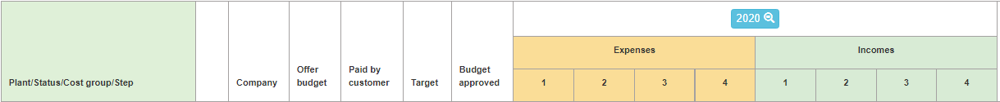 2020
Expenses
Incomes
Plant/Status/Cost group/Step
Company
Offer
budget
Paid by
customer
Target
Budget
approved
1
2
3
4
1
2
3
4